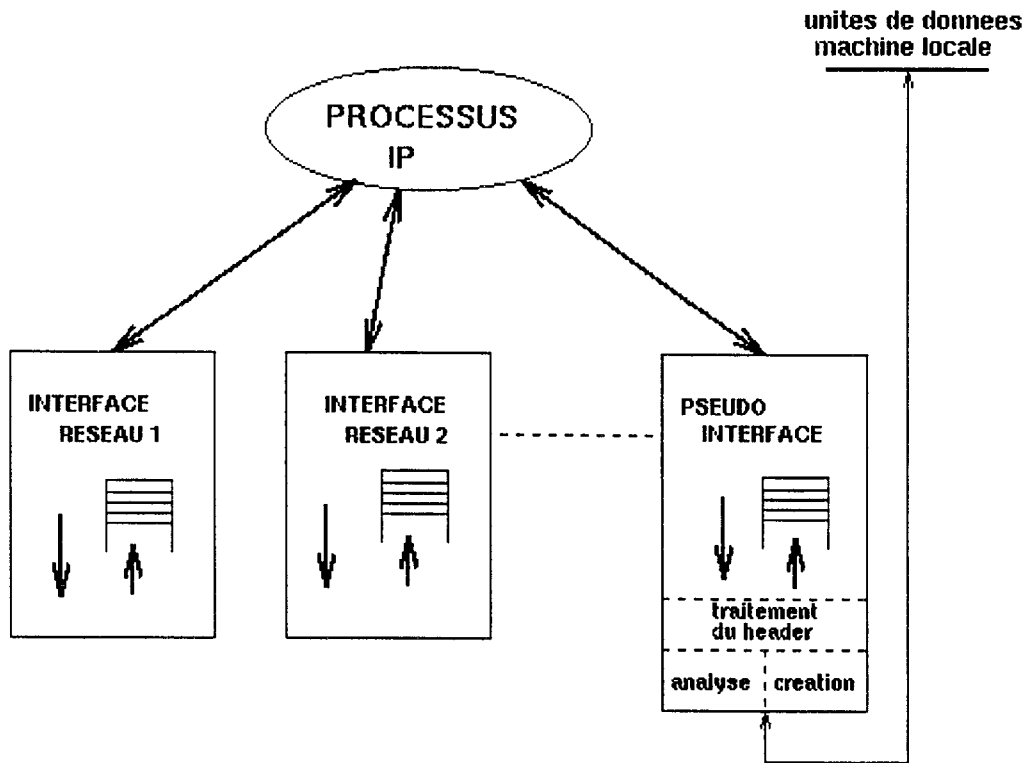 unites de donnees
machine locale
PROCESSUS
IP
INTERFACE
RESEAU 1
INTERFACE
RESEAU 2
PSEUDO
INTERFACE
traitement
du header
analyse
creation